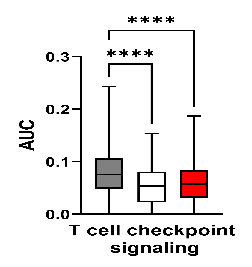 ****
****
0.3
0.2
0.1
0.0
AUC
T cell checkpoint
signaling